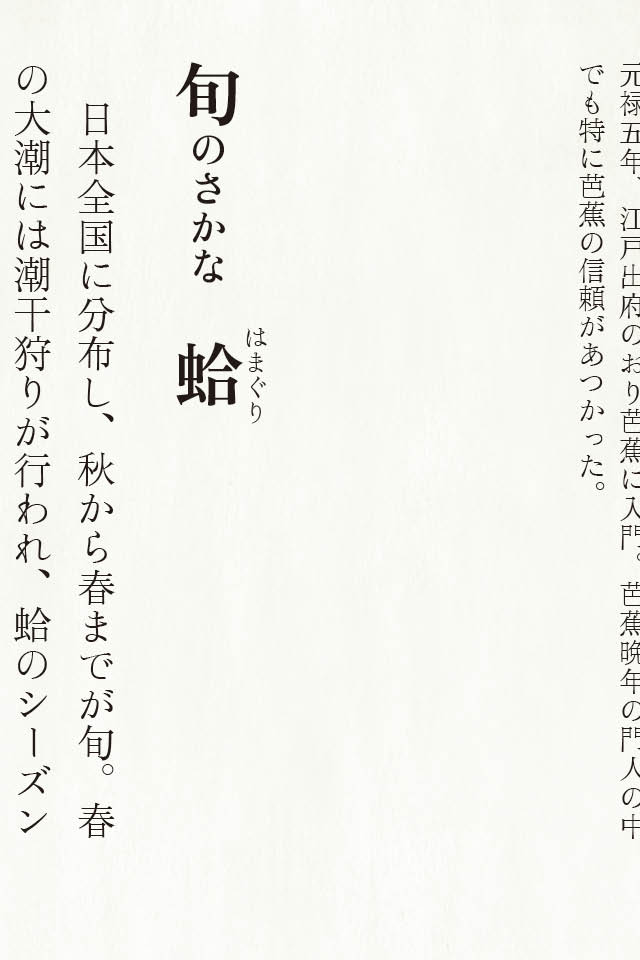 元禄五年、江戸出府のおり芭蕉に入門。芭蕉晩年の門人の中
でも特に芭蕉の信頼があつかった。
旬のさかな 蛤
はまぐり
日本全国に分布し、秋から春までが旬。春
の大潮には潮干狩りが行われ、蛤のシーズン